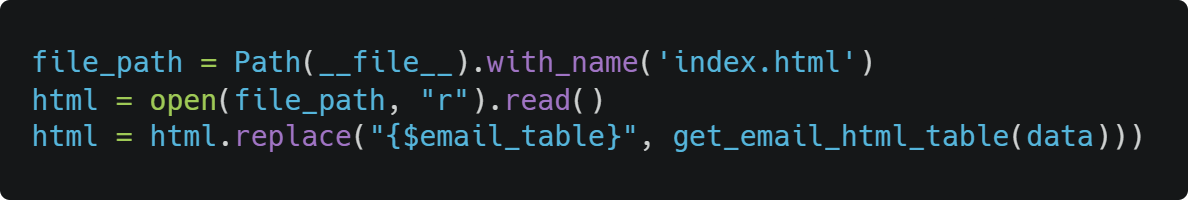 file_path = Path(__file__).with_name('index.html')
html = open(file_path, "r").read()
html = html.replace("{$email_table}", get_email_html_table(data)))